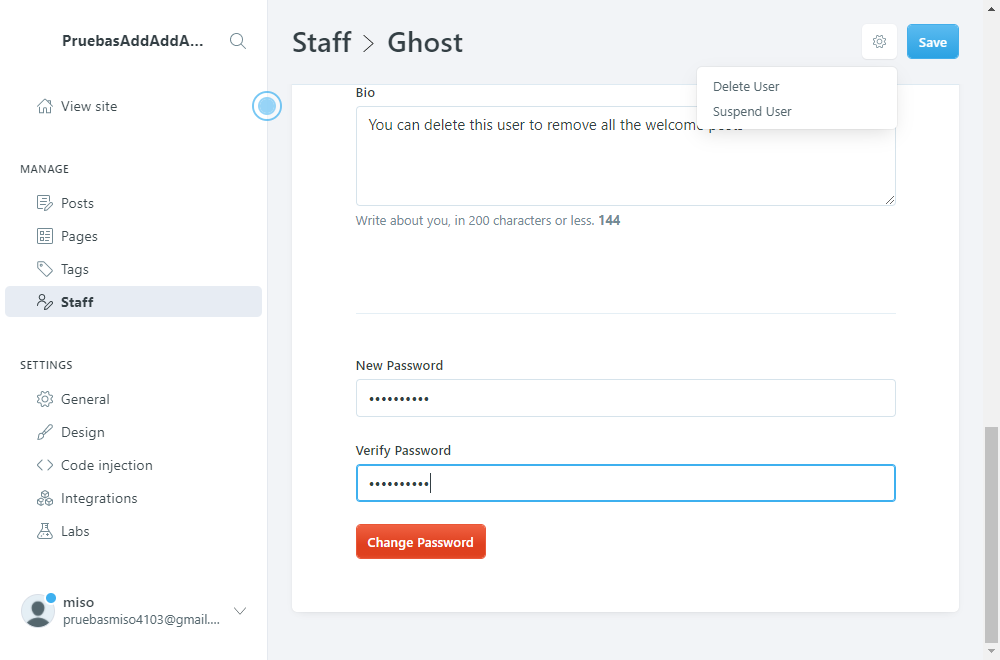 PruebasAddAddA...
Staff > Ghost
Save
View site
Delete User
Suspend User
Bio
You can delete this user to remove all the welcome
Write about you, in 200 characters or less. 144
MANAGE
Posts
Pages
Tags
Staff
SETTINGS
General
Design
Code injection
Integrations
Labs
New Password
••••••••••
Verify Password
••••••••••
Change Password
miso
pruebasmiso4103@gmail....